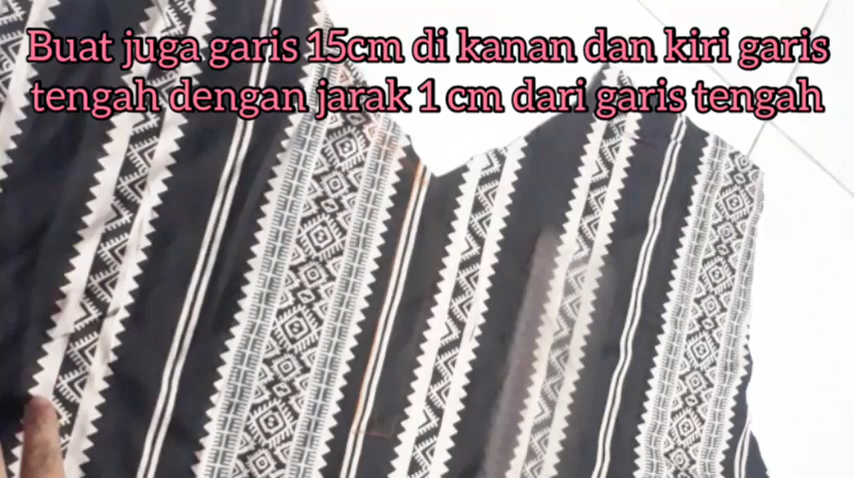 Buat juga garis 15cm di kanan dan kiri garis
tengah dengan jarak 1 cm dari garis tengah